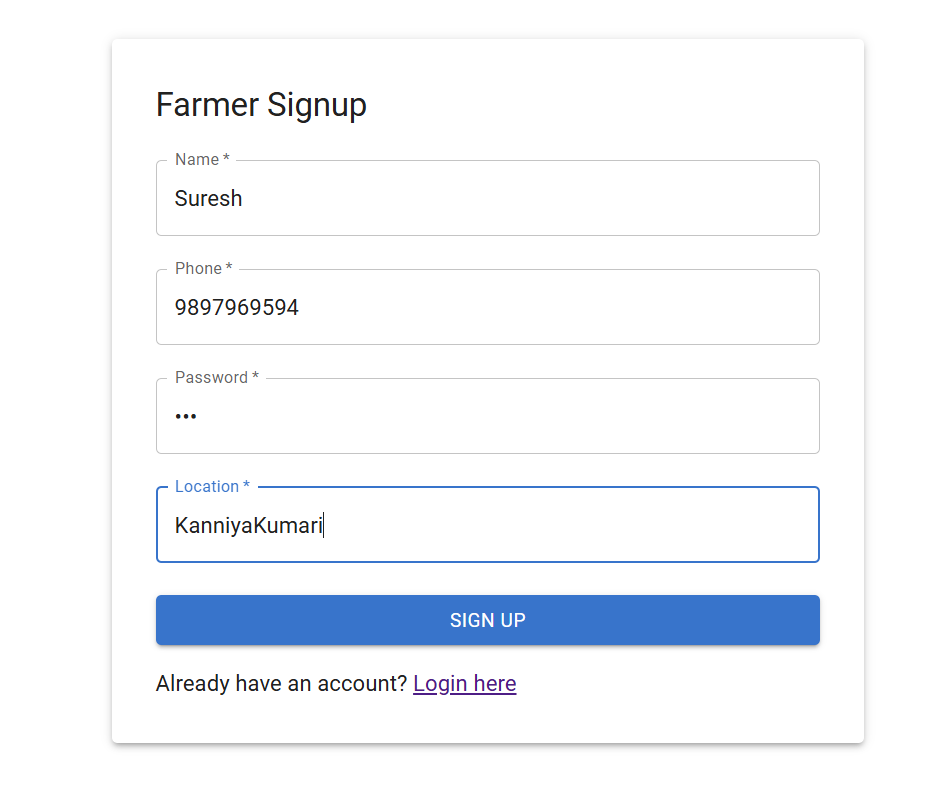 Farmer Signup
Name *
Suresh
Phone *
9897969594
Password *
•••
Location *
KanniyaKumari
SIGN UP
Already have an account? Login here